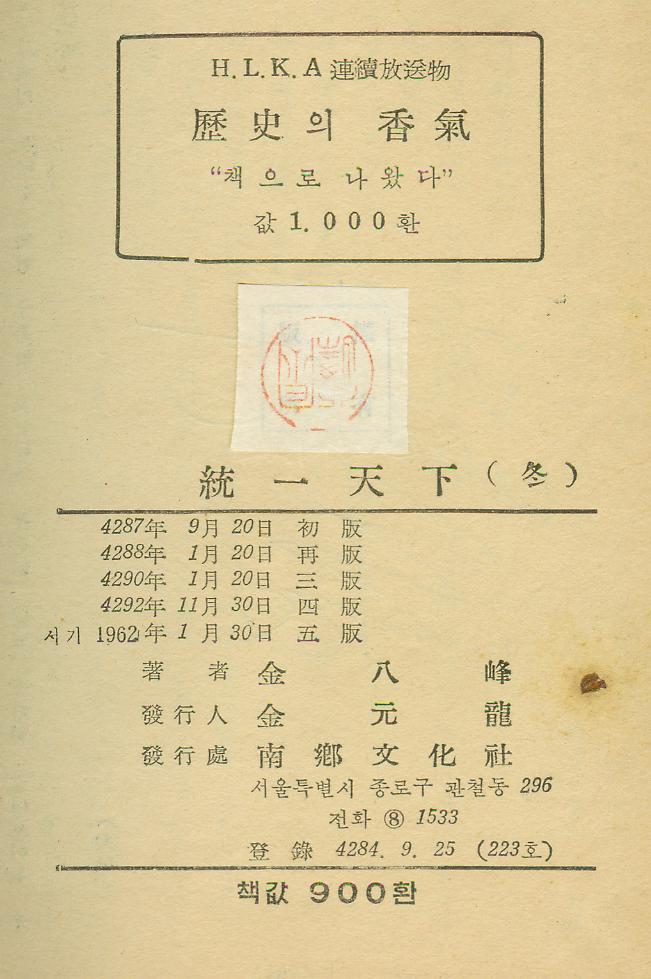 H.L.K.A 連續放送物
歷史의 香氣
“책으로 나왔다”
값 1.000환
統一天下(冬)
4287年 9月 20日 初版
4288年 1月 20日 再版
4290年 1月 20日 三版
4292年 11月 30日 四版
서기 1962年 1月 30日 五版
著者 金八峰
發行人 金元龍
發行處 南鄕文化社
서울특별시 종로구 관철동 296
전화 ⑧ 1533
登錄 4284. 9. 25 (223호)
책값 900환